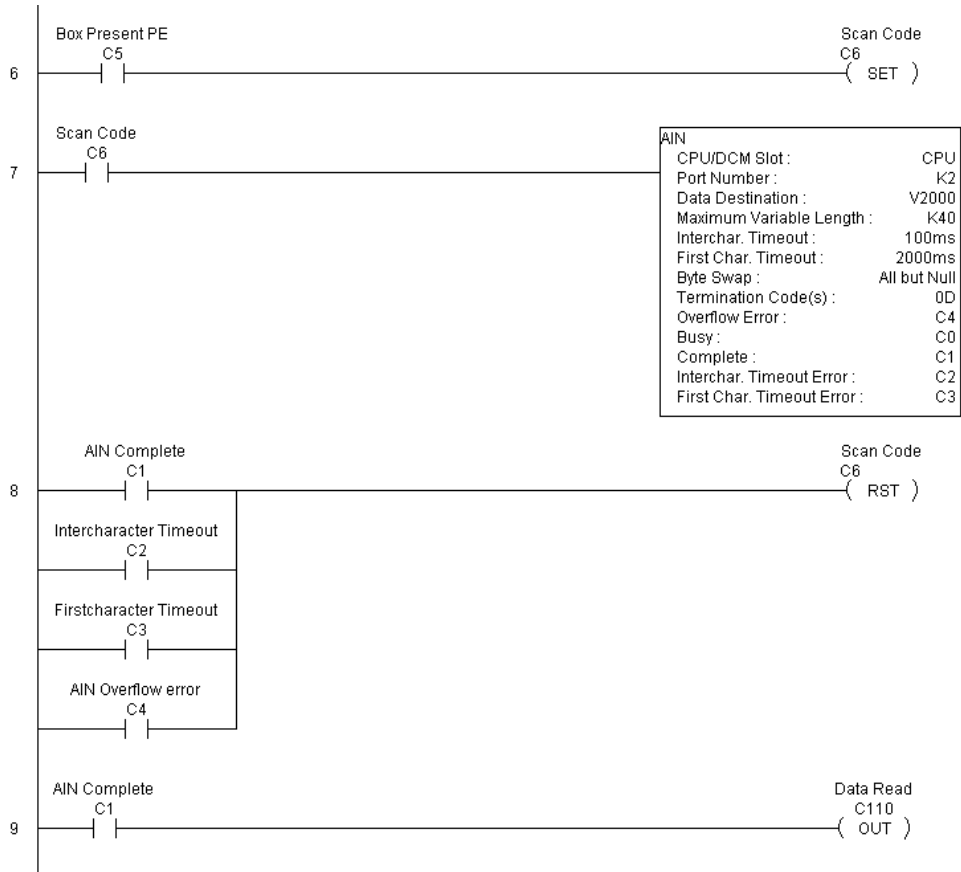 Box Present PE
C5
Scan Code
C6
6
( SET )
Scan Code
C6
7
AIN
CPU/DCM Slot : CPU
Port Number : K2
Data Destination : V2000
Maximum Variable Length : K40
Interchar. Timeout : 100ms
First Char. Timeout : 2000ms
Byte Swap : All but Null
Termination Code(s) : 0D
Overflow Error : C4
Busy : C0
Complete : C1
Interchar. Timeout Error : C2
First Char. Timeout Error : C3
AIN Complete
C1
Scan Code
C6
8
( RST )
Intercharacter Timeout
C2
Firstcharacter Timeout
C3
AIN Overflow error
C4
AIN Complete
C1
Data Read
C110
9
( OUT )